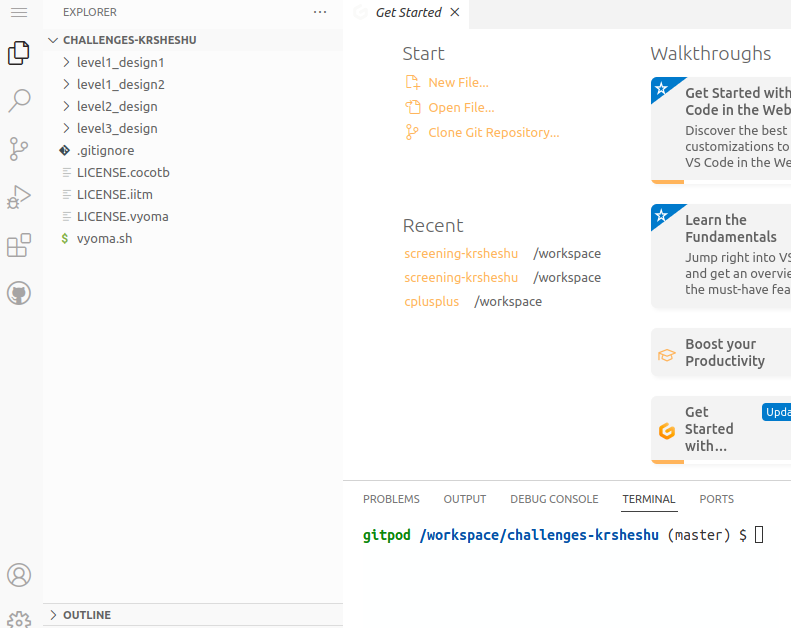 EXPLORER
...
CHALLENGES-KRSHESHU
level1_design1
level1_design2
level2_design
level3_design
.gitignore
LICENSE.cocotb
LICENSE.iitm
LICENSE.vyoma
$ vyoma.sh
OUTLINE
Get Started
Start
New File...
Open File...
Clone Git Repository...
Recent
screening-krsheshu /workspace
screening-krsheshu /workspace
cplusplus /workspace
Walkthroughs
Get Started with
Code in the Web
Discover the best
customizations to
VS Code in the We
Learn the
Fundamentals
Jump right into VS
and get an overvie
the must-have fea
Boost your
Productivity
Get
Started
with...
Upda
PROBLEMS OUTPUT DEBUG CONSOLE TERMINAL PORTS
gitpod /workspace/challenges-krsheshu (master) $